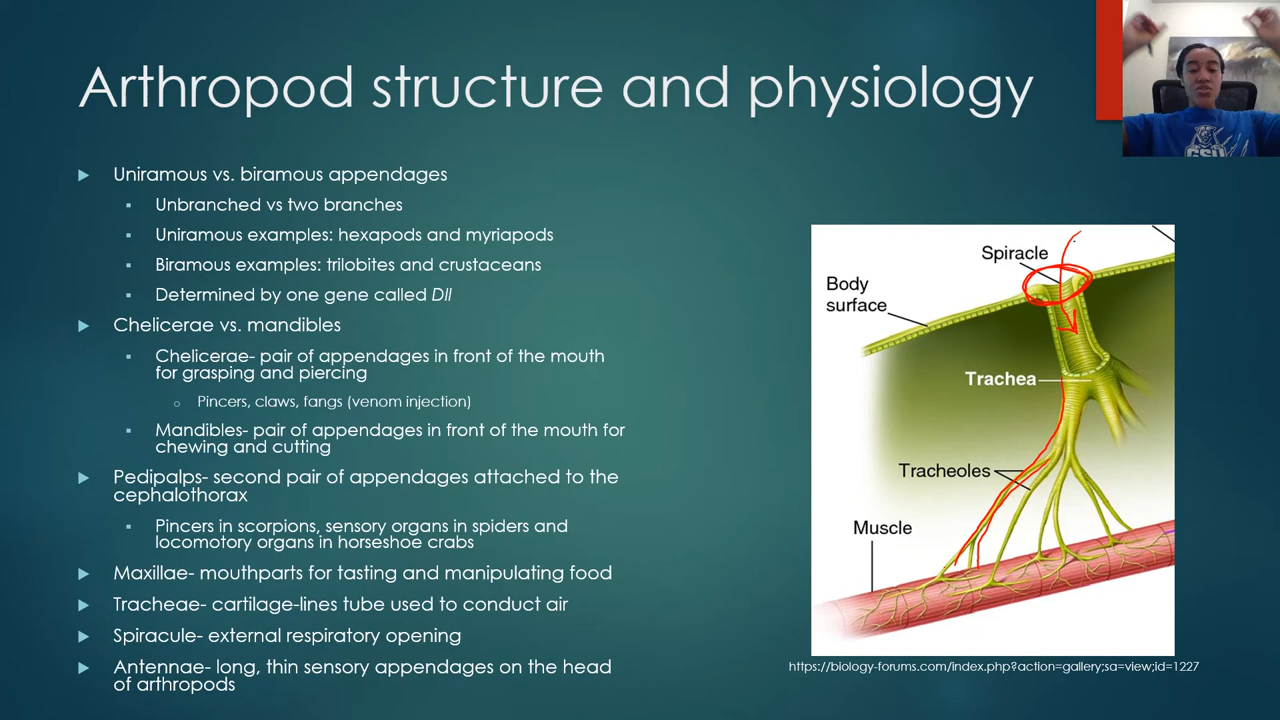 Arthropod structure and physiology
Uniramous vs. biramous appendages
Unbranched vs two branches
Uniramous examples: hexapods and myriapods
Biramous examples: trilobites and crustaceans
Determined by one gene called Dll
Chelicerae vs. mandibles
Chelicerae- pair of appendages in front of the mouth
for grasping and piercing
Pincers, claws, fangs (venom injection)
Mandibles- pair of appendages in front of the mouth for
chewing and cutting
Pedipalps- second pair of appendages attached to the
cephalothorax
Pincers in scorpions, sensory organs in spiders and
locomotory organs in horseshoe crabs
Maxillae- mouthparts for tasting and manipulating food
Tracheae- cartilage-lines tube used to conduct air
Spiracule- external respiratory opening
Antennae- long, thin sensory appendages on the head
of arthropods
Spiracle
Body
surface
Trachea
Tracheoles
Muscle
https://biology-forums.com/index.php?action=gallery;sa=view;id=1227
GSU